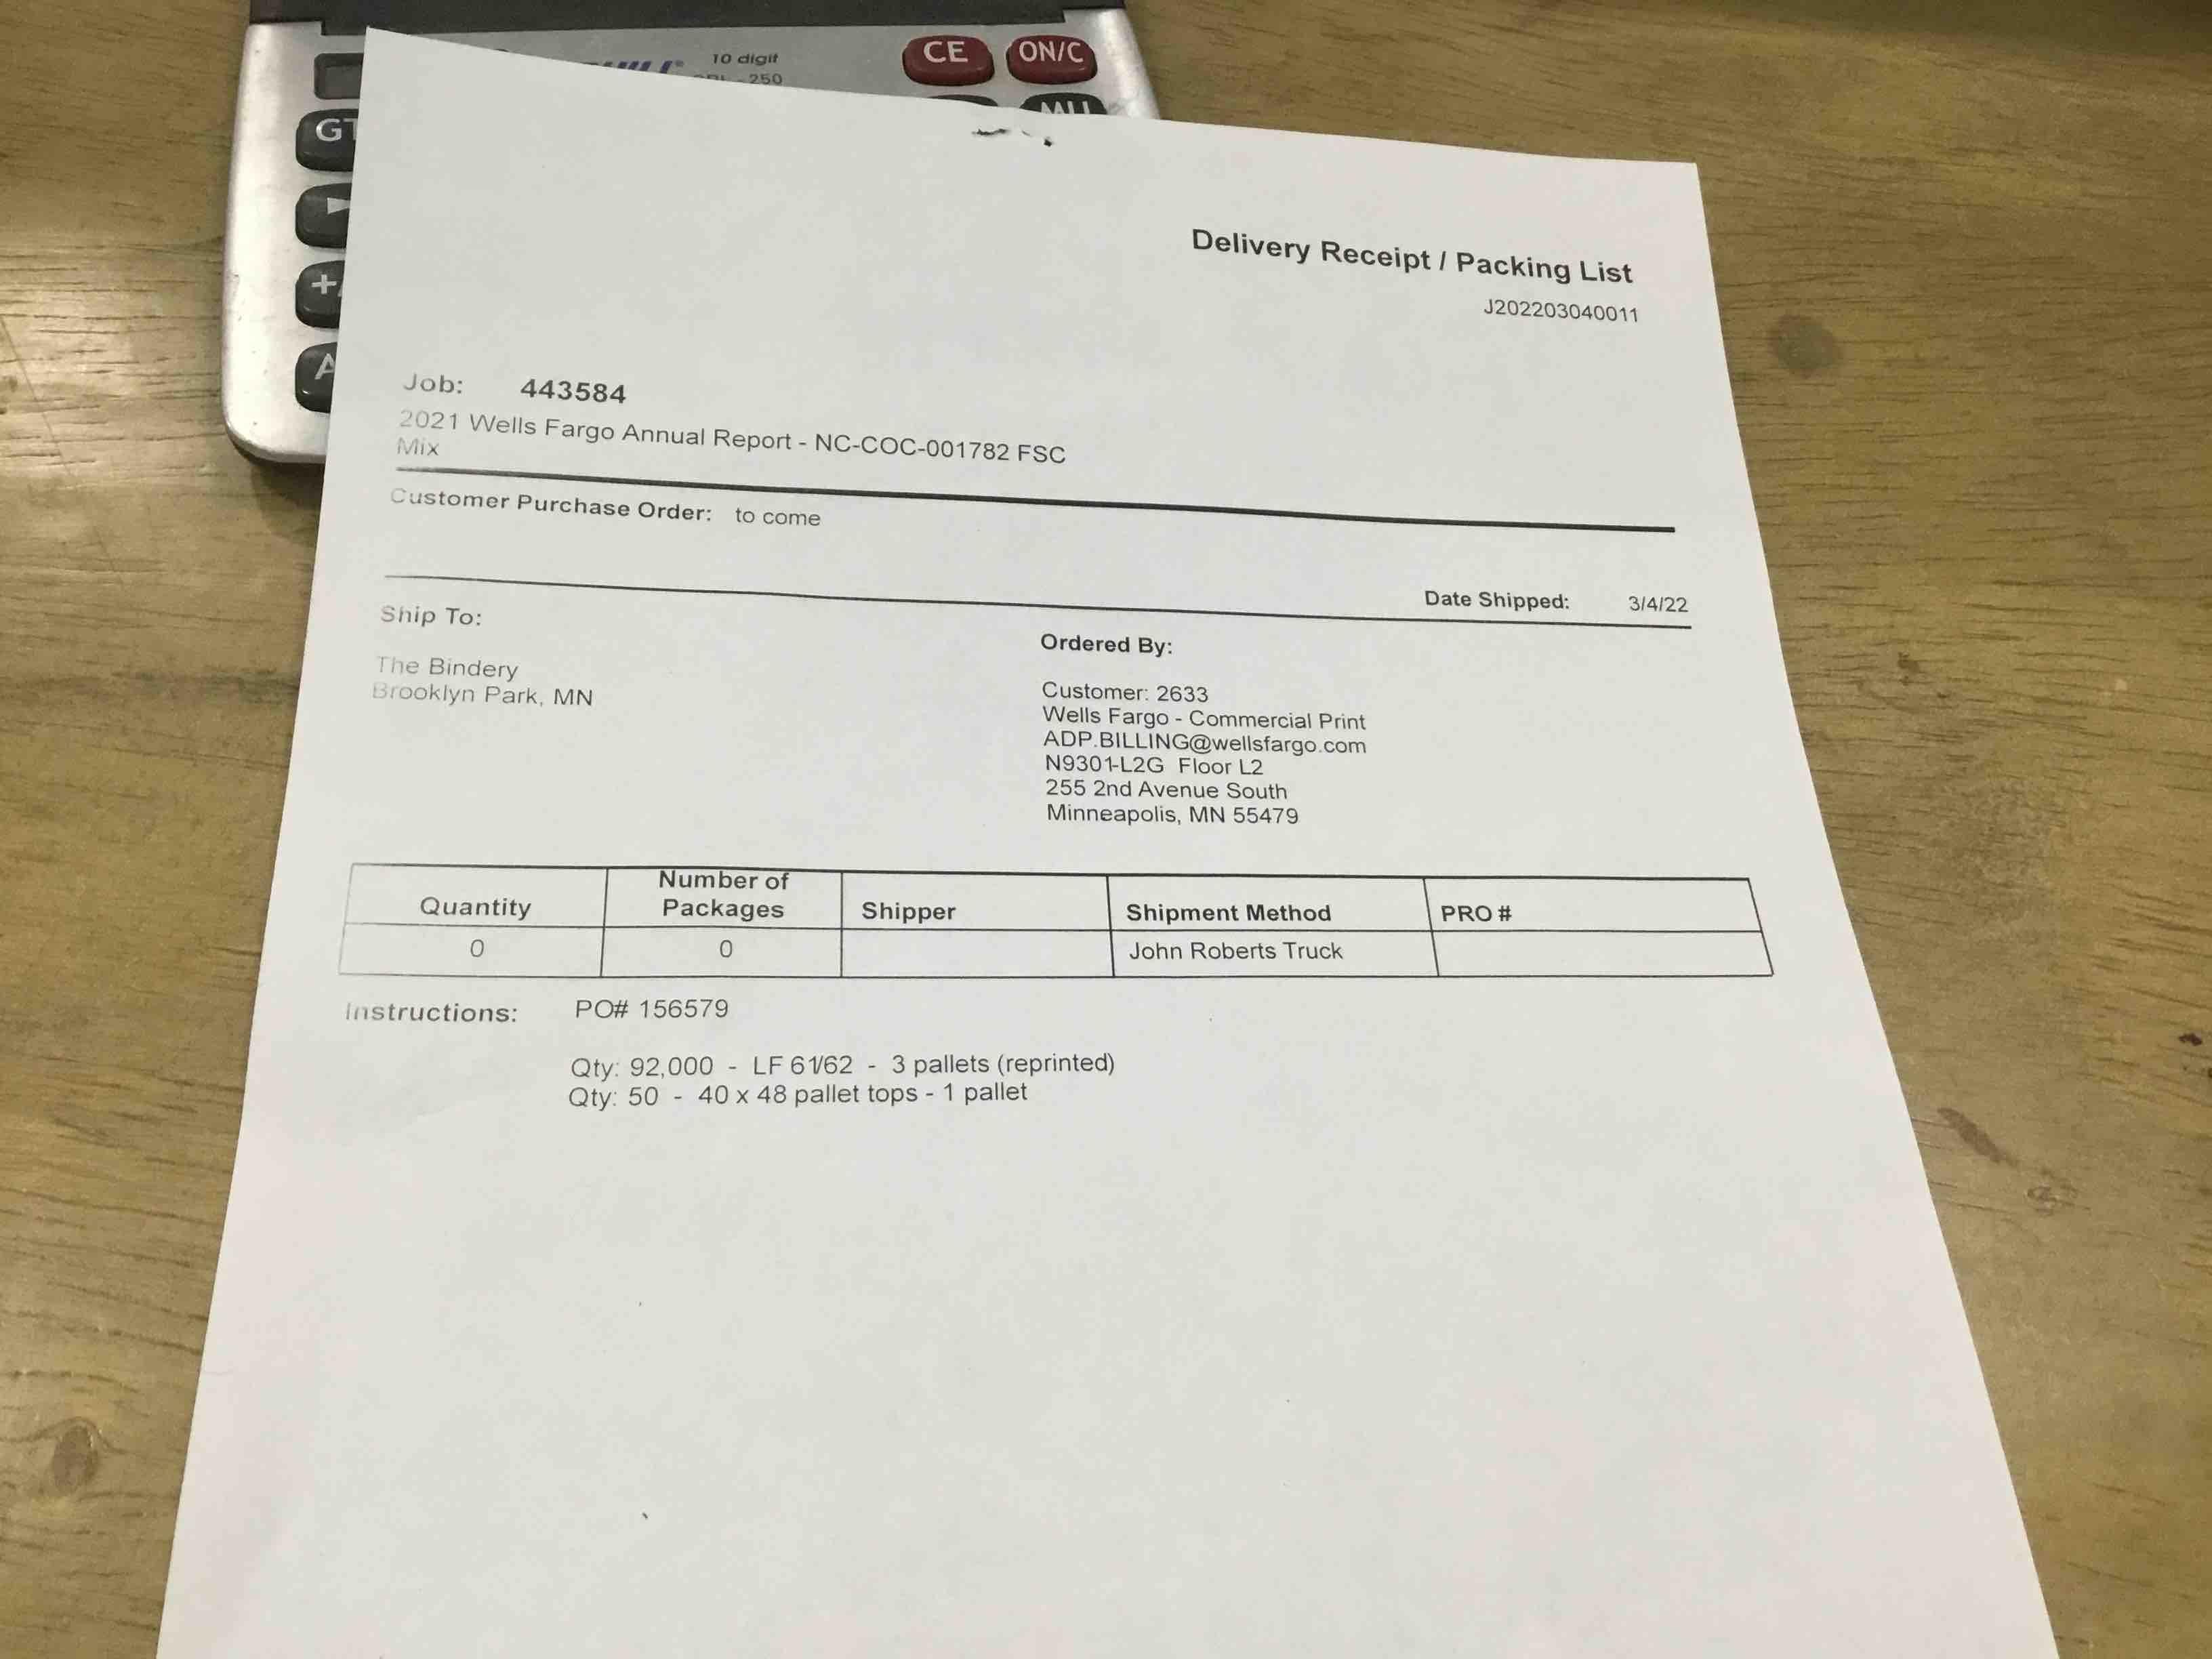 10 digit
250
CE
ON/C
MU
GT
Delivery Receipt / Packing List
J202203040011
Job: 443584
2021 Wells Fargo Annual Report - NC-COC-001782 FSC
Mix
Customer Purchase Order: to come
Date Shipped: 3/4/22
Ship To:
The Bindery
Brooklyn Park, MN
Ordered By:
Customer: 2633
Wells Fargo - Commercial Print
ADP.BILLING@wellsfargo.com
N9301-L2G Floor L2
255 2nd Avenue South
Minneapolis, MN 55479
Quantity Number of Packages Shipper Shipment Method PRO #
0 0 John Roberts Truck
Instructions: PO# 156579
Qty: 92,000 - LF 61/62 - 3 pallets (reprinted)
Qty: 50 - 40 x 48 pallet tops - 1 pallet